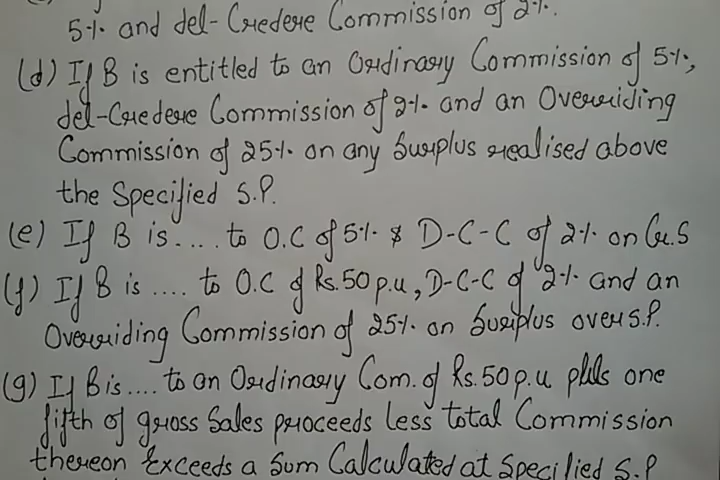 5%. and del-Credere Commission of 2%.
(d) If B is entitled to an Ordinary Commission of 5%,
del-Credere Commission of 2%. and an Overriding
Commission of 25%. on any Surplus realised above
the Specified S.P.
(e) If B is.... to O.C of 5%. & D-C-C of 2%. on Cr.S
(f) If B is .... to O.C of Rs.50 p.u, D-C-C of 2%. and an
Overriding Commission of 25%. on Surplus over S.P.
(g) If B is.... to an Ordinary Com. of Rs.50 p.u plus one
fifth of gross Sales proceeds Less total Commission
thereon Exceeds a Sum Calculated at Specified S.P